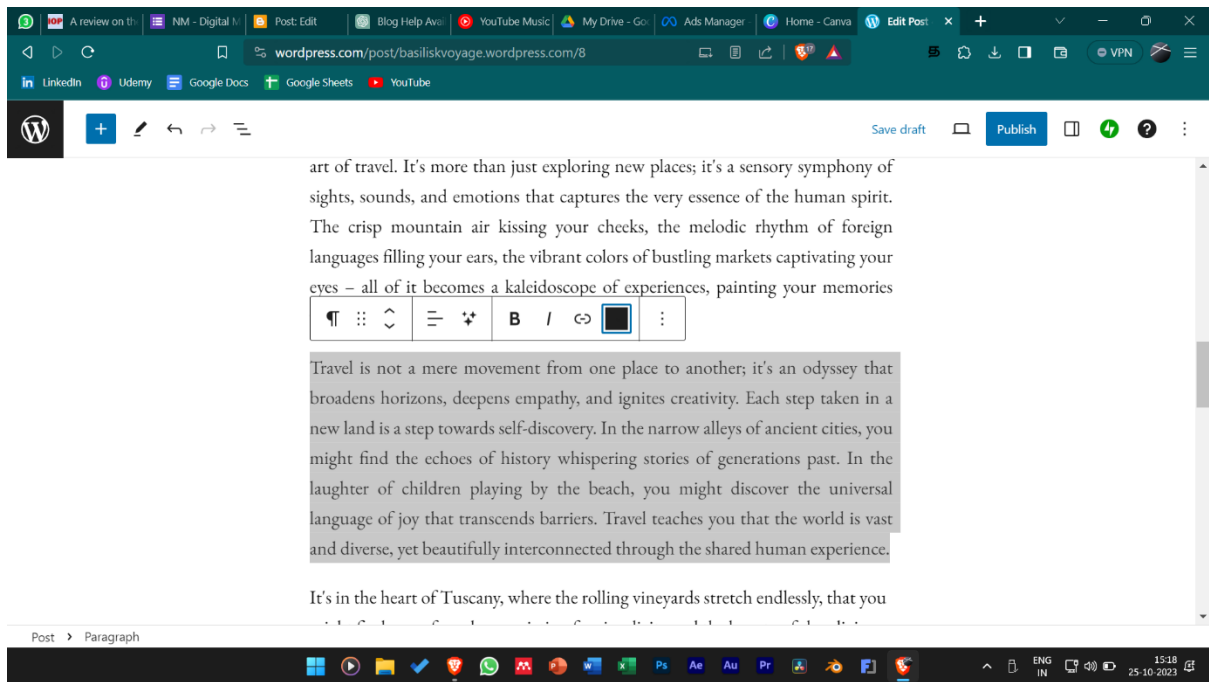 A review on th
NM - Digital M
Post: Edit
Blog Help Avai
YouTube Music
My Drive - Goo
Ads Manager
Home - Canva
Edit Post
wordpress.com/post/basiliskvoyage.wordpress.com/8
VPN
LinkedIn
Udemy
Google Docs
Google Sheets
YouTube
Save draft
Publish
art of travel. It's more than just exploring new places; it's a sensory symphony of
sights, sounds, and emotions that captures the very essence of the human spirit.
The crisp mountain air kissing your cheeks, the melodic rhythm of foreign
languages filling your ears, the vibrant colors of bustling markets captivating your
eyes – all of it becomes a kaleidoscope of experiences, painting your memories
B I
Travel is not a mere movement from one place to another; it's an odyssey that
broadens horizons, deepens empathy, and ignites creativity. Each step taken in a
new land is a step towards self-discovery. In the narrow alleys of ancient cities, you
might find the echoes of history whispering stories of generations past. In the
laughter of children playing by the beach, you might discover the universal
language of joy that transcends barriers. Travel teaches you that the world is vast
and diverse, yet beautifully interconnected through the shared human experience.
It's in the heart of Tuscany, where the rolling vineyards stretch endlessly, that you
Post > Paragraph
Ps Ae Au Pr
ENG
IN
15:18
25-10-2023